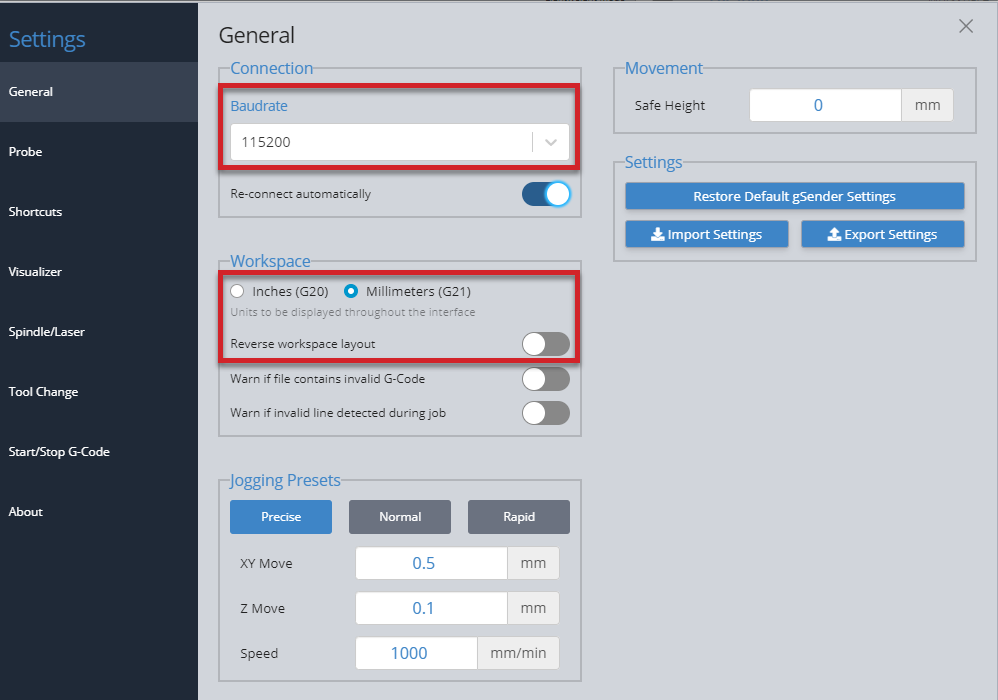 Settings
General
Probe
Shortcuts
Visualizer
Spindle/Laser
Tool Change
Start/Stop G-Code
About
General
Connection
Baudrate
115200
Re-connect automatically
Workspace
Inches (G20) Millimeters (G21)
Units to be displayed throughout the interface
Reverse workspace layout
Warn if file contains invalid G-Code
Warn if invalid line detected during job
Jogging Presets
Precise Normal Rapid
XY Move 0.5 mm
Z Move 0.1 mm
Speed 1000 mm/min
Movement
Safe Height 0 mm
Settings
Restore Default gSender Settings
Import Settings Export Settings